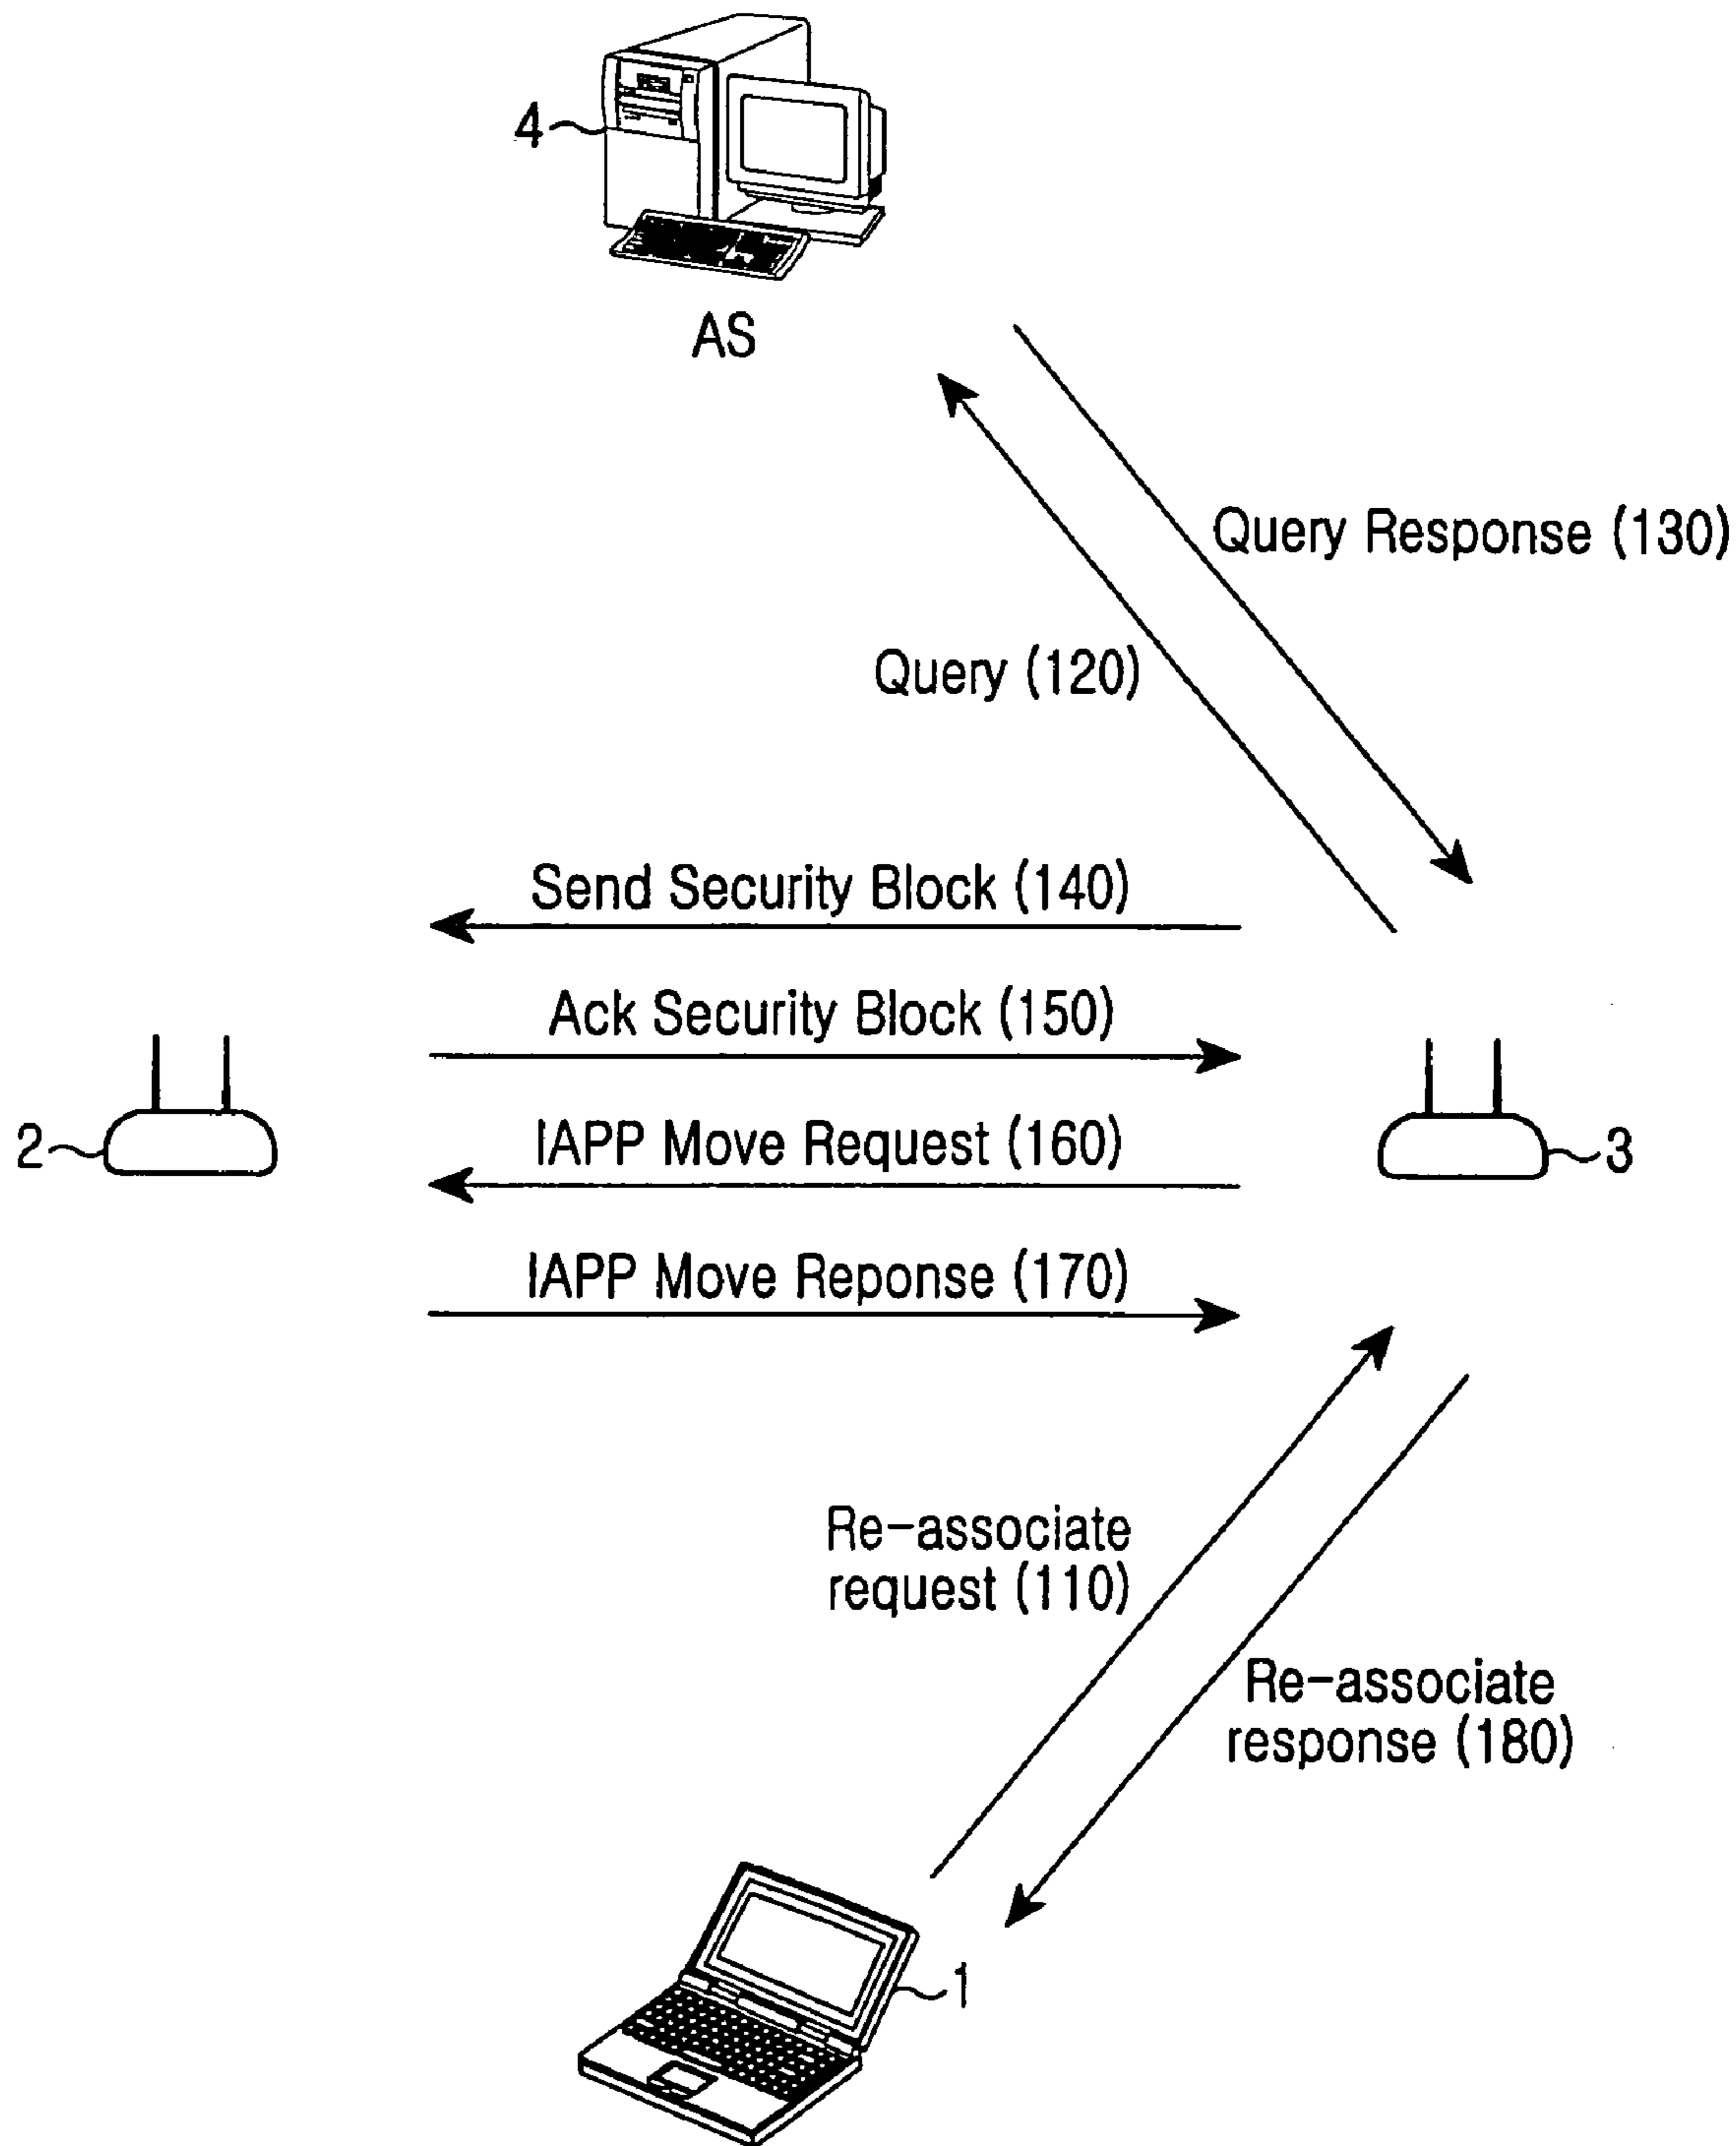 4
AS
Query Response (130)
Query (120)
Send Security Block (140)
Ack Security Block (150)
2
IAPP Move Request (160)
3
IAPP Move Reponse (170)
Re-associate
request (110)
Re-associate
response (180)
1